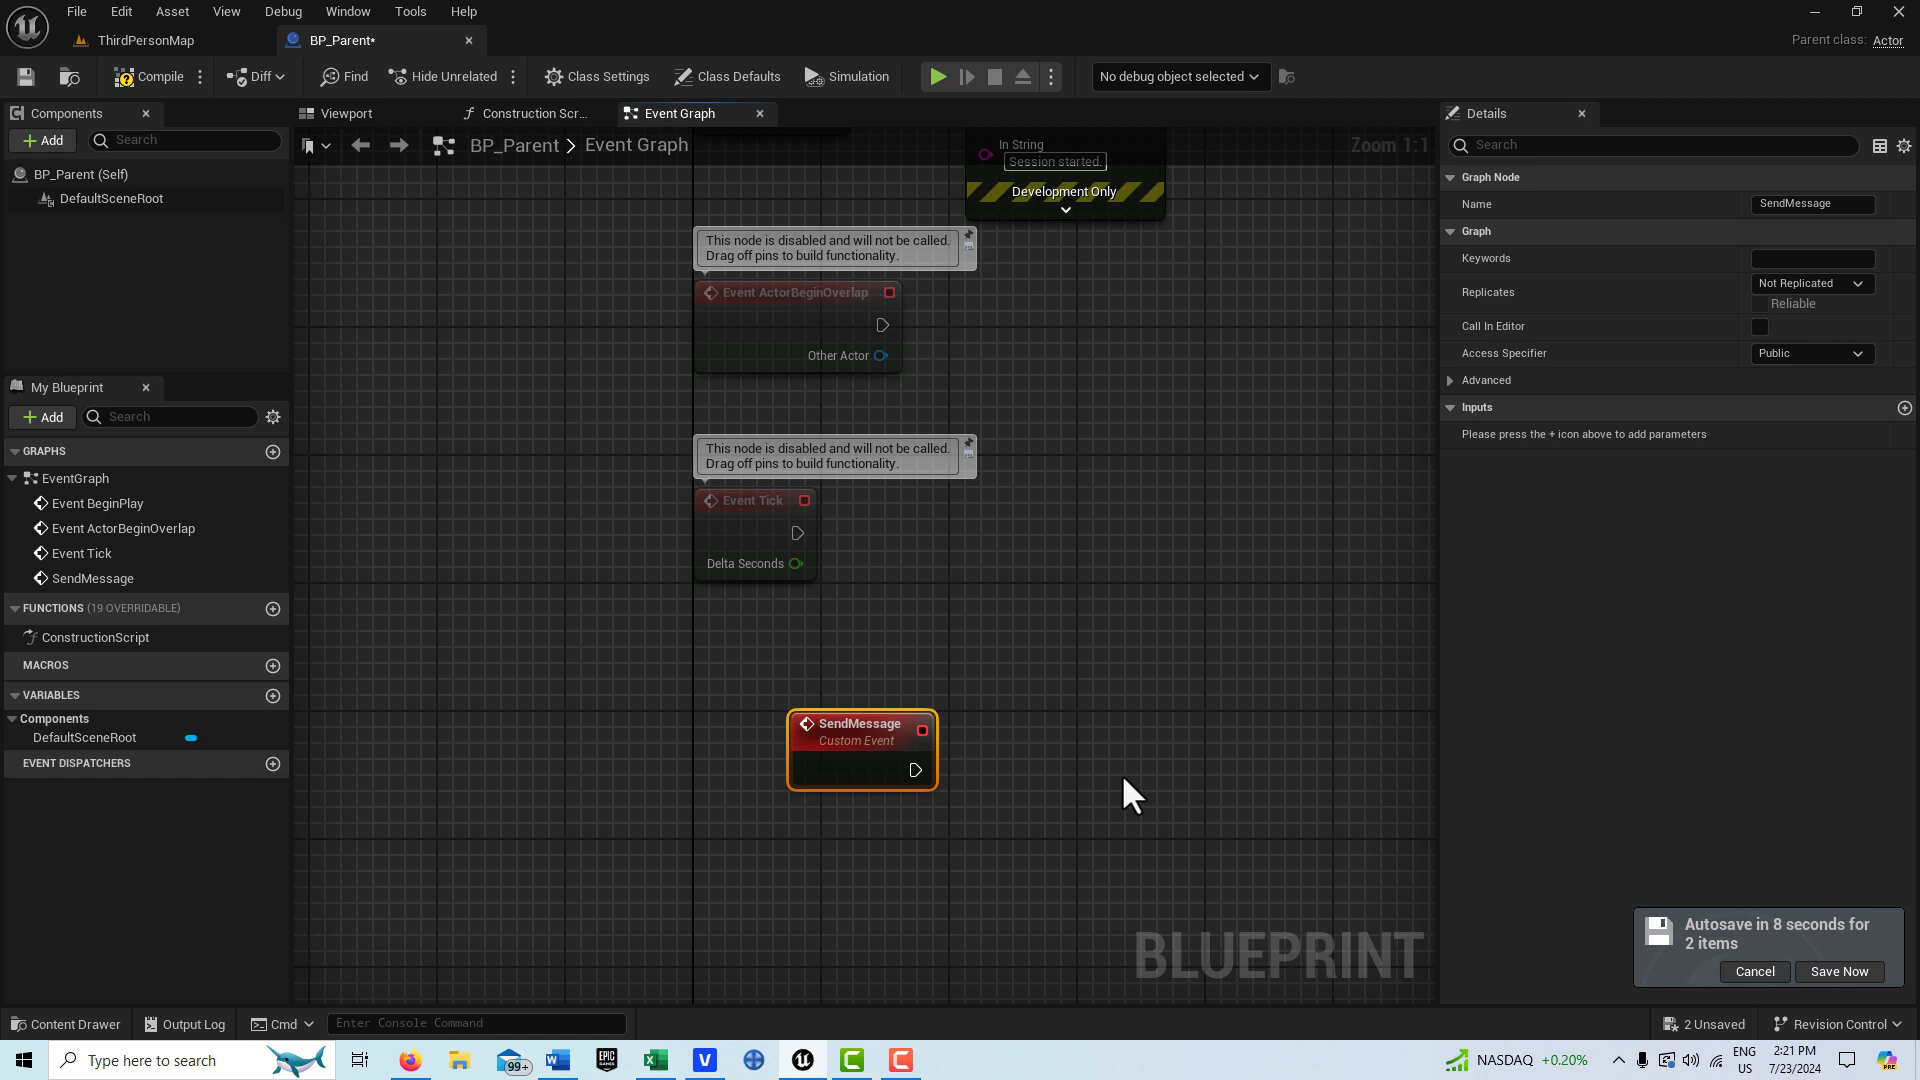 File Edit Asset View Debug Window Tools Help
ThirdPersonMap
BP_Parent*
Parent class: Actor
Compile
Diff
Find
Hide Unrelated
Class Settings
Class Defaults
Simulation
No debug object selected
Components
Add
Search
BP_Parent (Self)
DefaultSceneRoot
My Blueprint
Add
Search
GRAPHS
EventGraph
Event BeginPlay
Event ActorBeginOverlap
Event Tick
SendMessage
FUNCTIONS (19 OVERRIDABLE)
ConstructionScript
MACROS
VARIABLES
Components
DefaultSceneRoot
EVENT DISPATCHERS
Viewport
Construction Scr...
Event Graph
BP_Parent > Event Graph
Zoom 1:1
In String
Session started.
Development Only
This node is disabled and will not be called.
Drag off pins to build functionality.
Event ActorBeginOverlap
Other Actor
This node is disabled and will not be called.
Drag off pins to build functionality.
Event Tick
Delta Seconds
SendMessage
Custom Event
BLUEPRINT
Details
Search
Graph Node
Name
SendMessage
Graph
Keywords
Replicates
Not Replicated
Reliable
Call In Editor
Access Specifier
Public
Advanced
Inputs
Please press the + icon above to add parameters
Autosave in 8 seconds for
2 items
Cancel
Save Now
Content Drawer
Output Log
Cmd
Enter Console Command
2 Unsaved
Revision Control
Type here to search
99+
EPIC
GAMES
NASDAQ +0.20%
ENG
US
2:21 PM
7/23/2024